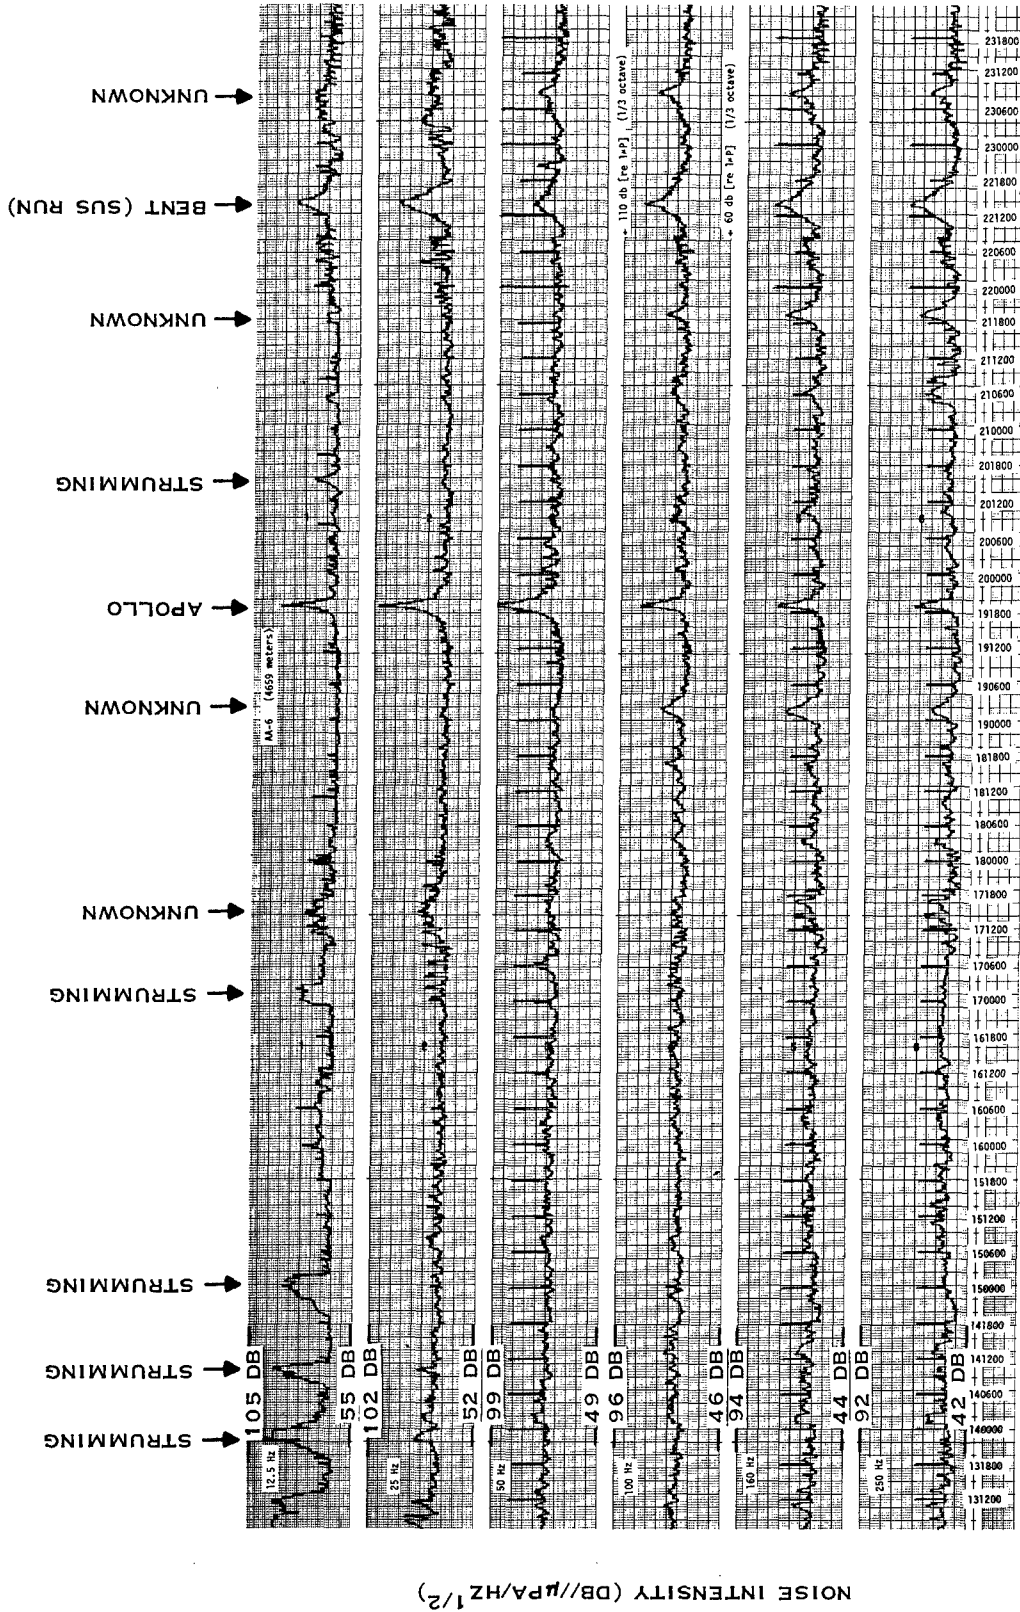 UNKNOWN
BENT (SUS RUN)
UNKNOWN
STRUMMING
APOLLO
UNKNOWN
UNKNOWN
STRUMMING
STRUMMING
STRUMMING
STRUMMING
AA-6 (4659 meters)
12.5 Hz
105 DB
55 DB
25 Hz
102 DB
52 DB
50 Hz
99 DB
49 DB
100 Hz
96 DB
46 DB
+ 110 db [re 1µP] (1/3 octave)
+ 60 db [re 1µP] (1/3 octave)
160 Hz
94 DB
44 DB
250 Hz
92 DB
42 DB
231800
231200
230600
230000
221800
221200
220600
220000
211800
211200
210600
210000
201800
201200
200600
200000
191800
191200
190600
190000
181800
181200
180600
180000
171800
171200
170600
170000
161800
161200
160600
160000
151800
151200
150600
150000
141800
141200
140600
140000
131800
131200
NOISE INTENSITY (DB//µPA/HZ 1/2)